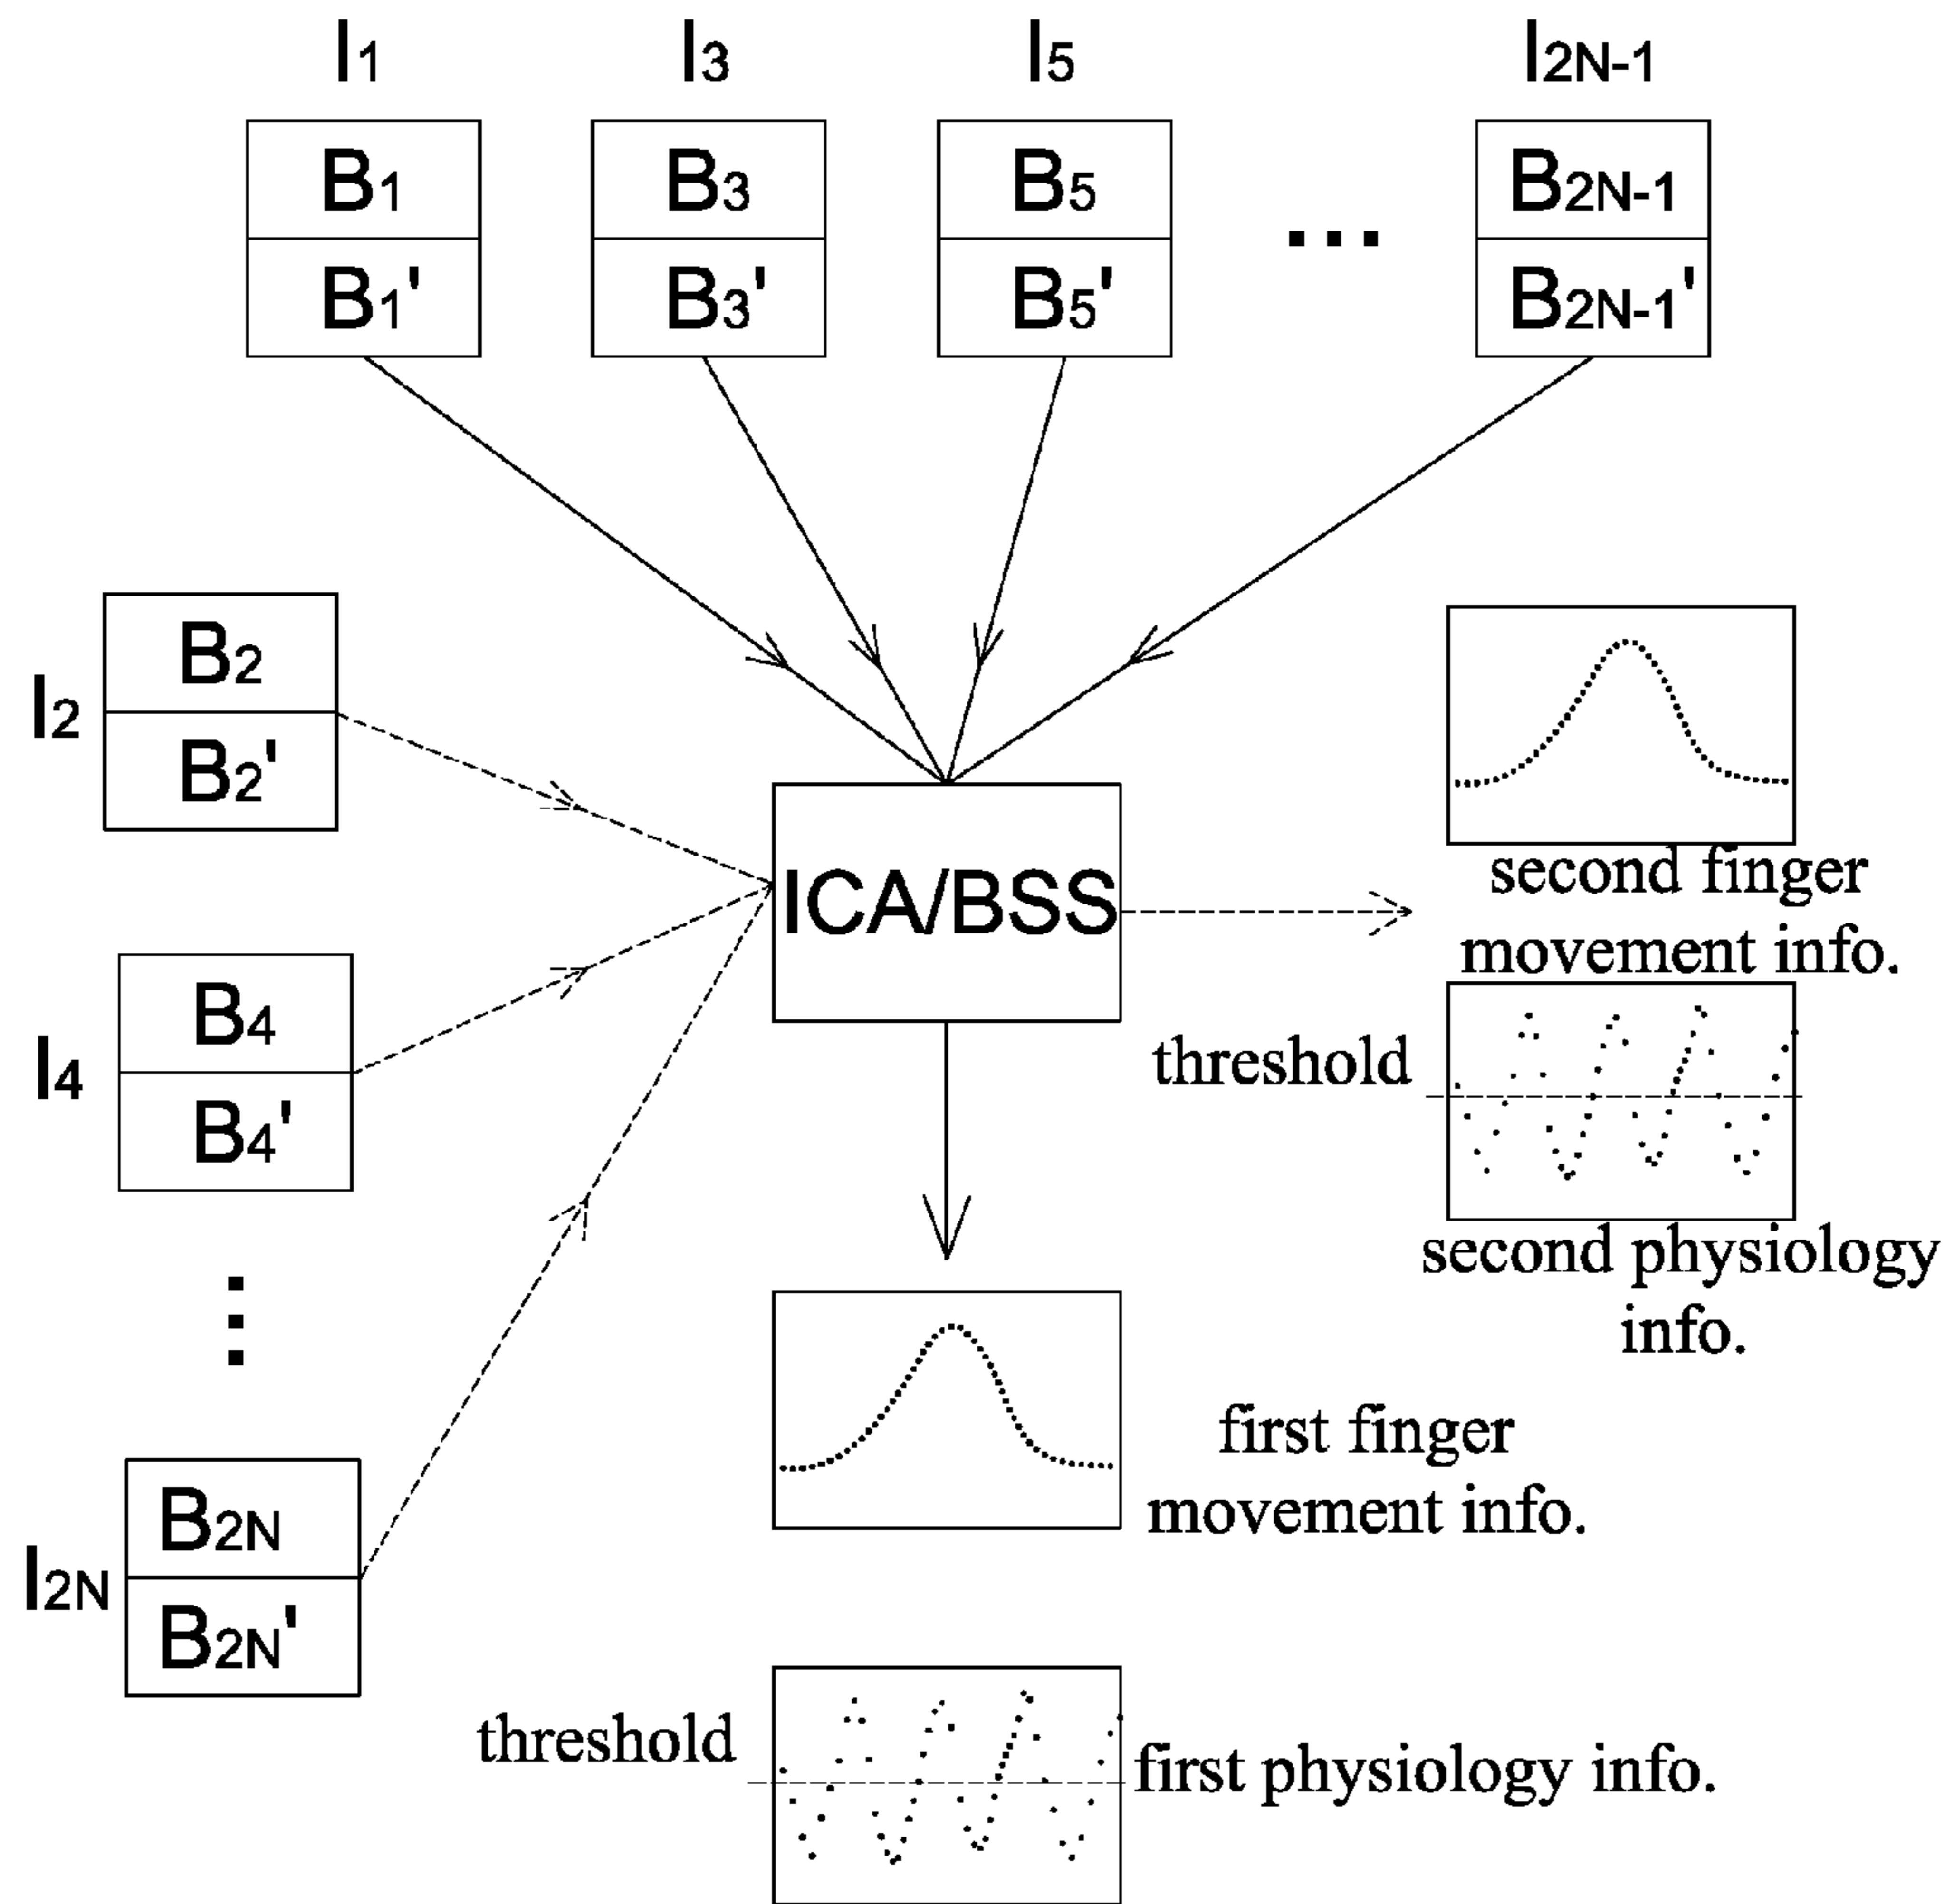 I1 I3 I5 I2N-1
B1 B3 B5 B2N-1
...
B1' B3' B5' B2N-1'
B2
I2
B2'
ICA/BSS
second finger
movement info.
B4
I4
B4'
threshold
second physiology
info.
first finger
movement info.
B2N
I2N
B2N'
threshold
first physiology info.